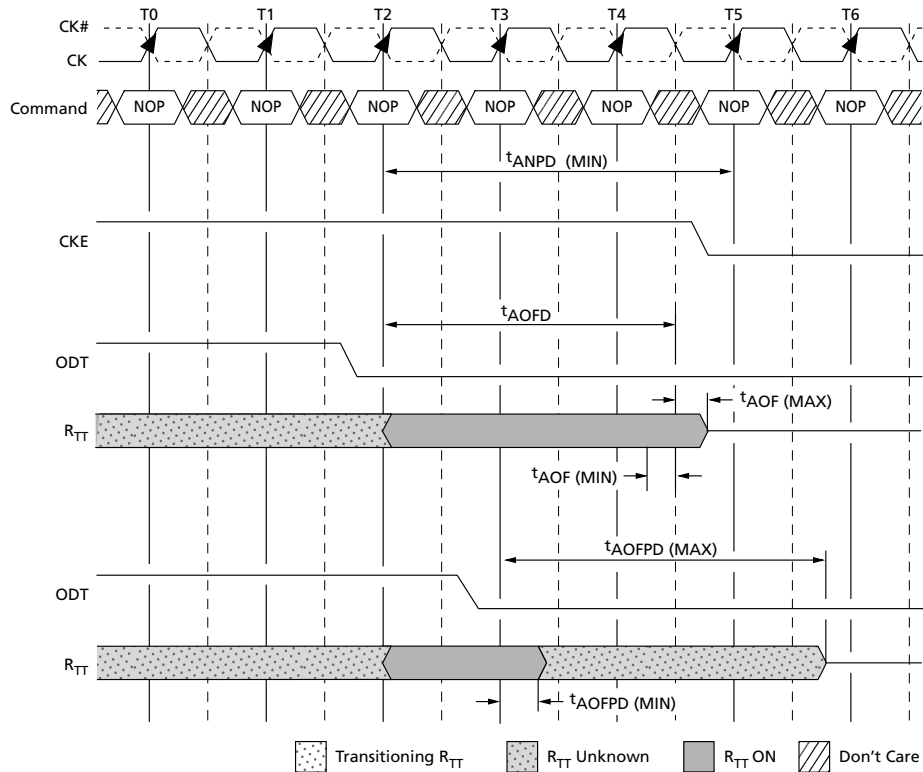 T0 T1 T2 T3 T4 T5 T6
CK#
CK
Command NOP NOP NOP NOP NOP NOP NOP
tANPD (MIN)
CKE
tAOFD
ODT
tAOF (MAX)
RTT
tAOF (MIN)
tAOFPD (MAX)
ODT
RTT
tAOFPD (MIN)
Transitioning RTT RTT Unknown RTT ON Don't Care